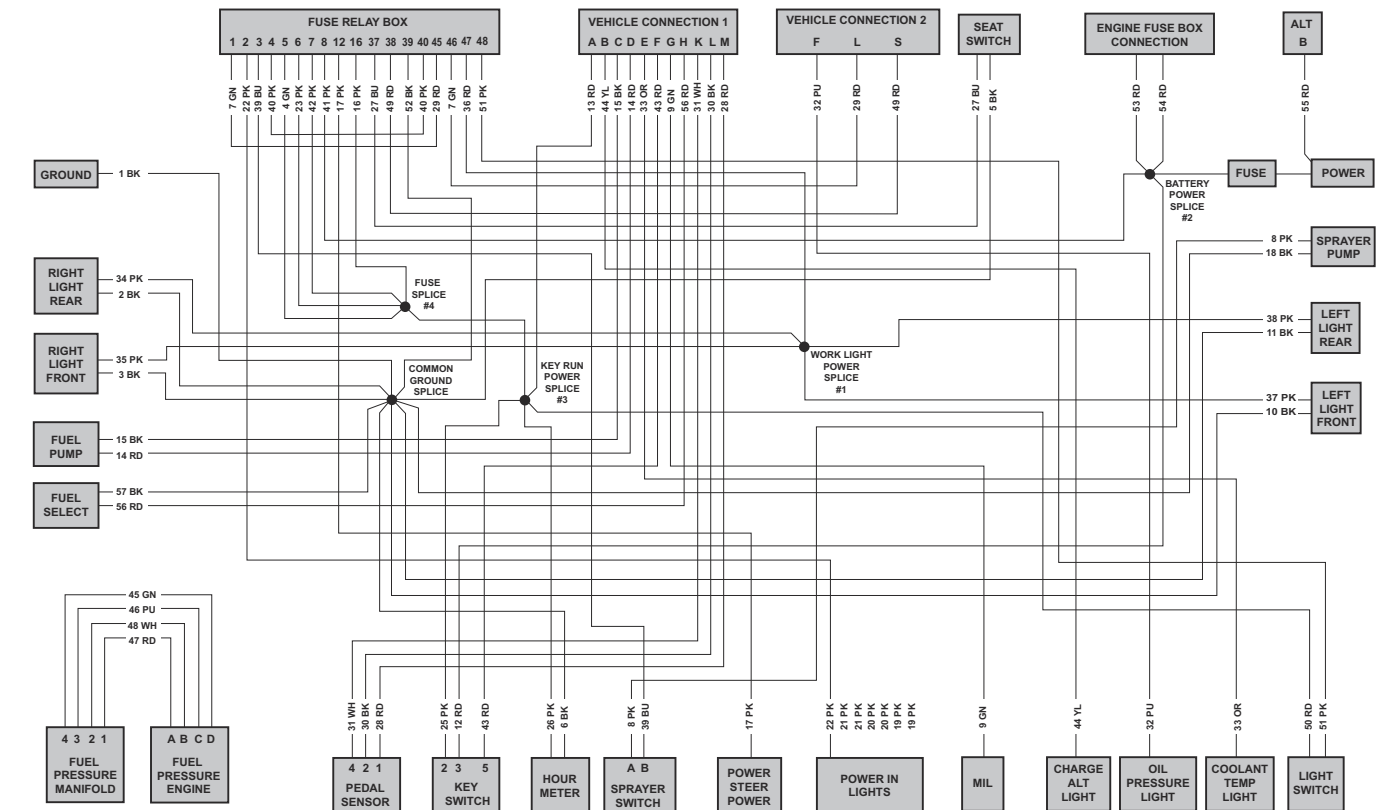 FUSE RELAY BOX
1 2 3 4 5 6 7 8 12 16 37 38 39 40 45 46 47 48
VEHICLE CONNECTION 1
A B C D E F G H K L M
VEHICLE CONNECTION 2
F L S
SEAT
SWITCH
ENGINE FUSE BOX
CONNECTION
ALT
B
7 GN
22 PK
39 BU
40 PK
4 GN
23 PK
42 PK
41 PK
17 PK
16 PK
27 BU
49 RD
52 BK
40 PK
29 RD
7 GN
36 RD
51 PK
13 RD
44 YL
15 BK
14 RD
33 OR
43 RD
9 GN
56 RD
31 WH
30 BK
28 RD
32 PU
29 RD
49 RD
27 BU
5 BK
53 RD
54 RD
55 RD
GROUND
1 BK
BATTERY
POWER
SPLICE
#2
FUSE
POWER
8 PK
18 BK
SPRAYER
PUMP
RIGHT
LIGHT
REAR
34 PK
2 BK
FUSE
SPLICE
#4
38 PK
11 BK
LEFT
LIGHT
REAR
RIGHT
LIGHT
FRONT
35 PK
3 BK
COMMON
GROUND
SPLICE
KEY RUN
POWER
SPLICE
#3
WORK LIGHT
POWER
SPLICE
#1
37 PK
10 BK
LEFT
LIGHT
FRONT
FUEL
PUMP
15 BK
14 RD
FUEL
SELECT
57 BK
56 RD
45 GN
46 PU
48 WH
47 RD
31 WH
30 BK
28 RD
25 PK
12 RD
43 RD
26 PK
6 BK
8 PK
39 BU
17 PK
22 PK
21 PK
21 PK
20 PK
20 PK
19 PK
19 PK
9 GN
44 YL
32 PU
33 OR
50 RD
51 PK
4 3 2 1
FUEL
PRESSURE
MANIFOLD
A B C D
FUEL
PRESSURE
ENGINE
4 2 1
PEDAL
SENSOR
2 3 5
KEY
SWITCH
HOUR
METER
A B
SPRAYER
SWITCH
POWER
STEER
POWER
POWER IN
LIGHTS
MIL
CHARGE
ALT
LIGHT
OIL
PRESSURE
LIGHT
COOLANT
TEMP
LIGHT
LIGHT
SWITCH